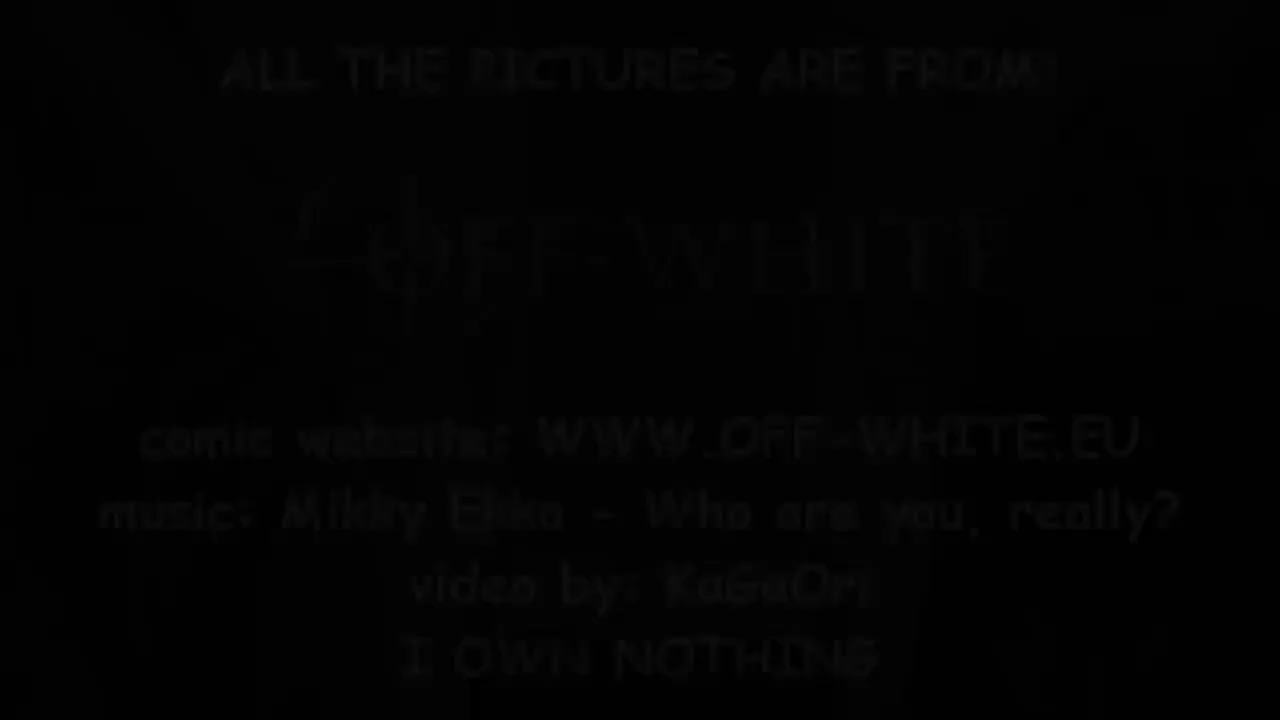 ALL THE PICTURES ARE FROM:
OFF-WHITE
comic website: WWW.OFF-WHITE.EU
music: Mikky Ekko - Who are you, really?
video by: KaGaOri
I OWN NOTHING